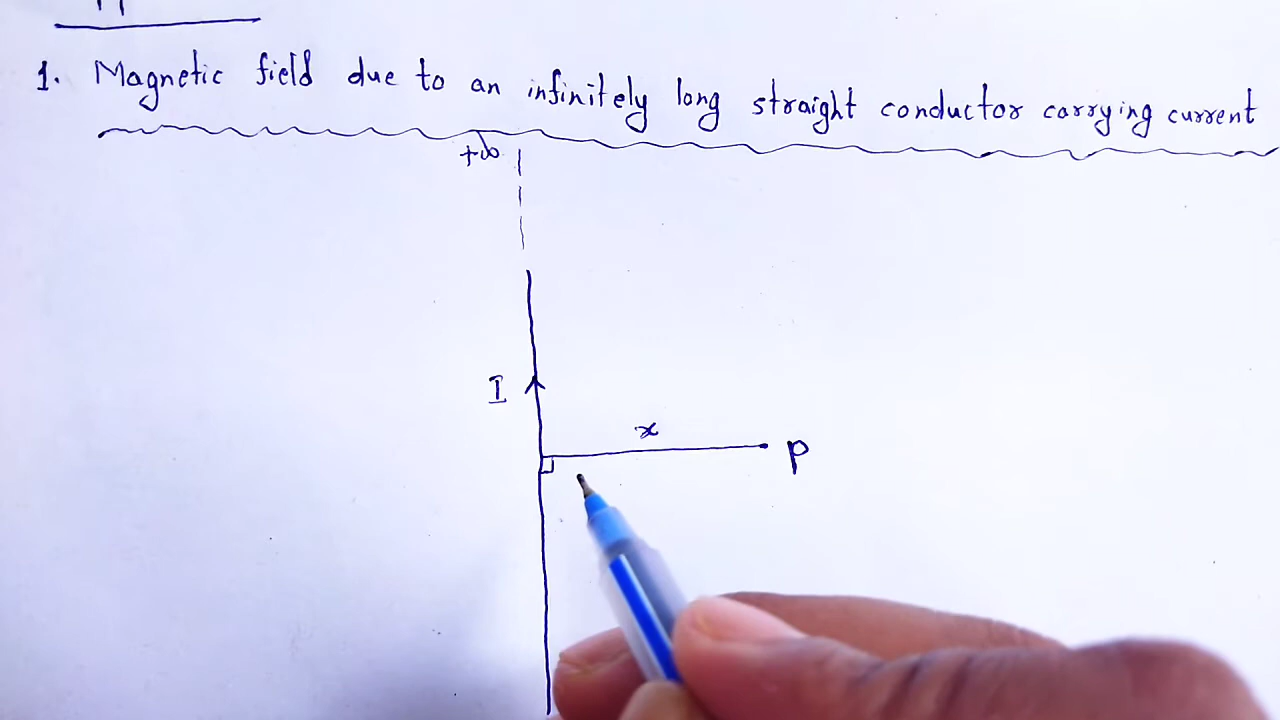 1. Magnetic field due to an infinitely long straight conductor carrying current
+∞
I
x
P